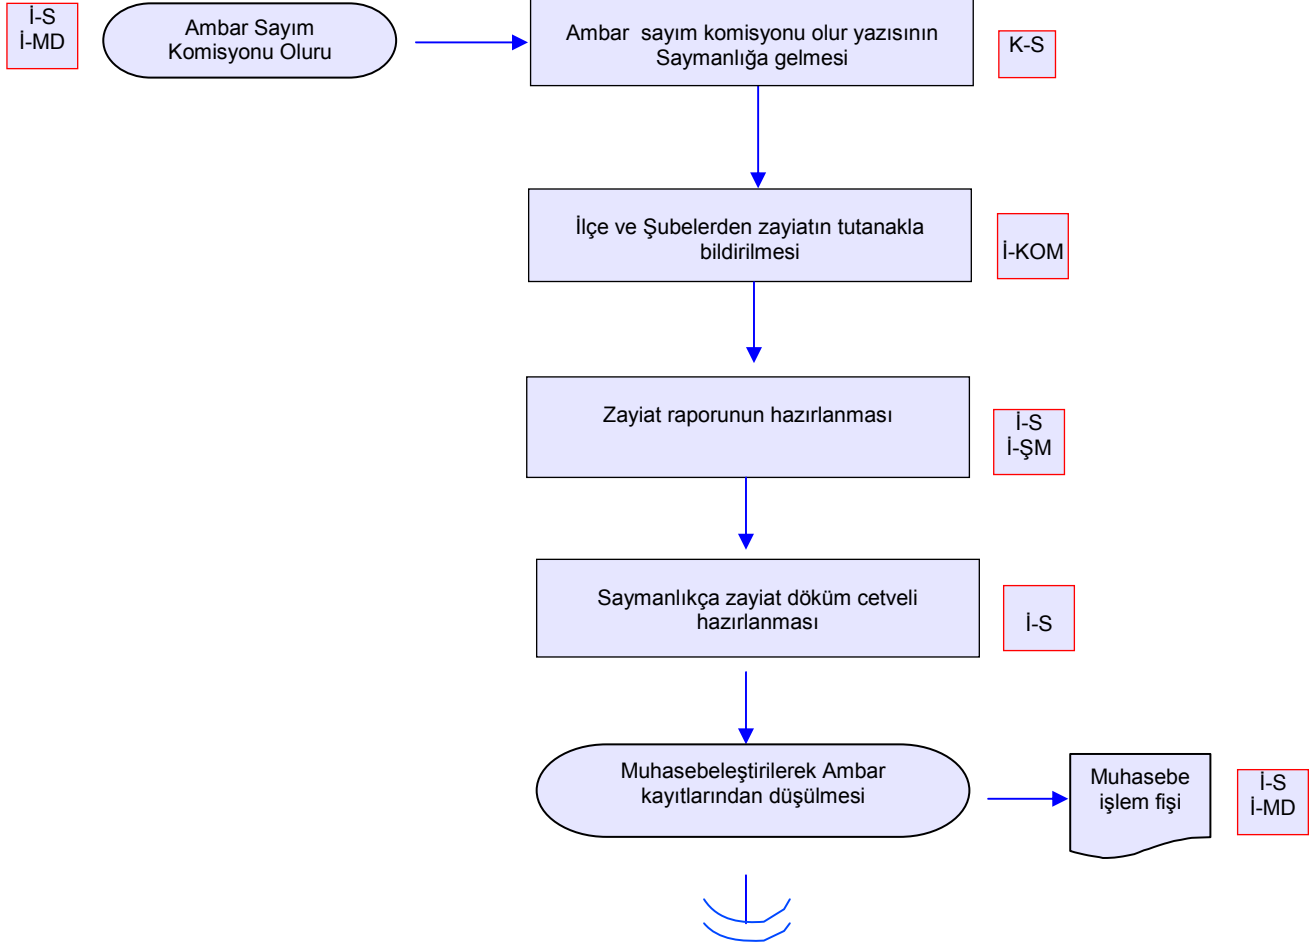 İ-S
İ-MD
Ambar Sayım
Komisyonu Oluru
Ambar sayım komisyonu olur yazısının
Saymanlığa gelmesi
K-S
İlçe ve Şubelerden zayiatın tutanakla
bildirilmesi
İ-KOM
Zayiat raporunun hazırlanması
İ-S
İ-ŞM
Saymanlıkça zayiat döküm cetveli
hazırlanması
İ-S
Muhasebeleştirilerek Ambar
kayıtlarından düşülmesi
Muhasebe
işlem fişi
İ-S
İ-MD